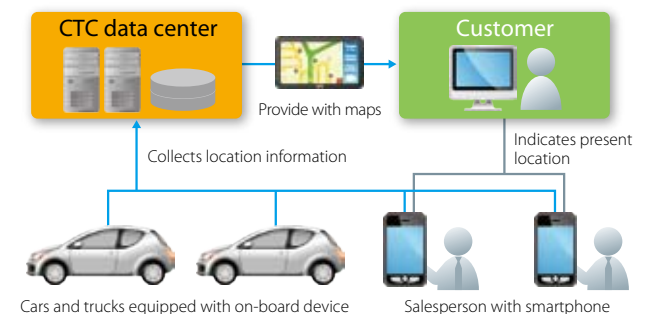 CTC data center
Customer
Provide with maps
Indicates present
location
Collects location information
Cars and trucks equipped with on-board device
Salesperson with smartphone